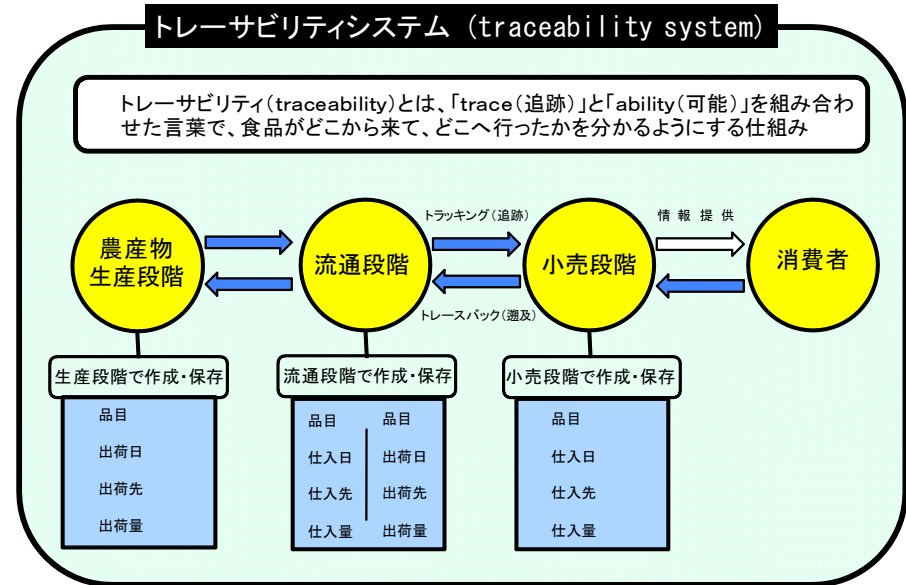 トレーサビリティシステム (traceability system)
トレーサビリティ(traceability)とは、「trace(追跡)」と「ability(可能)」を組み合わ
せた言葉で、食品がどこから来て、どこへ行ったかを分かるようにする仕組み
農産物
生産段階
流通段階
トラッキング(追跡)
トレースバック(遡及)
小売段階
情報提供
消費者
生産段階で作成・保存
品目
出荷日
出荷先
出荷量
流通段階で作成・保存
品目 品目
仕入日 出荷日
仕入先 出荷先
仕入量 出荷量
小売段階で作成・保存
品目
仕入日
仕入先
仕入量